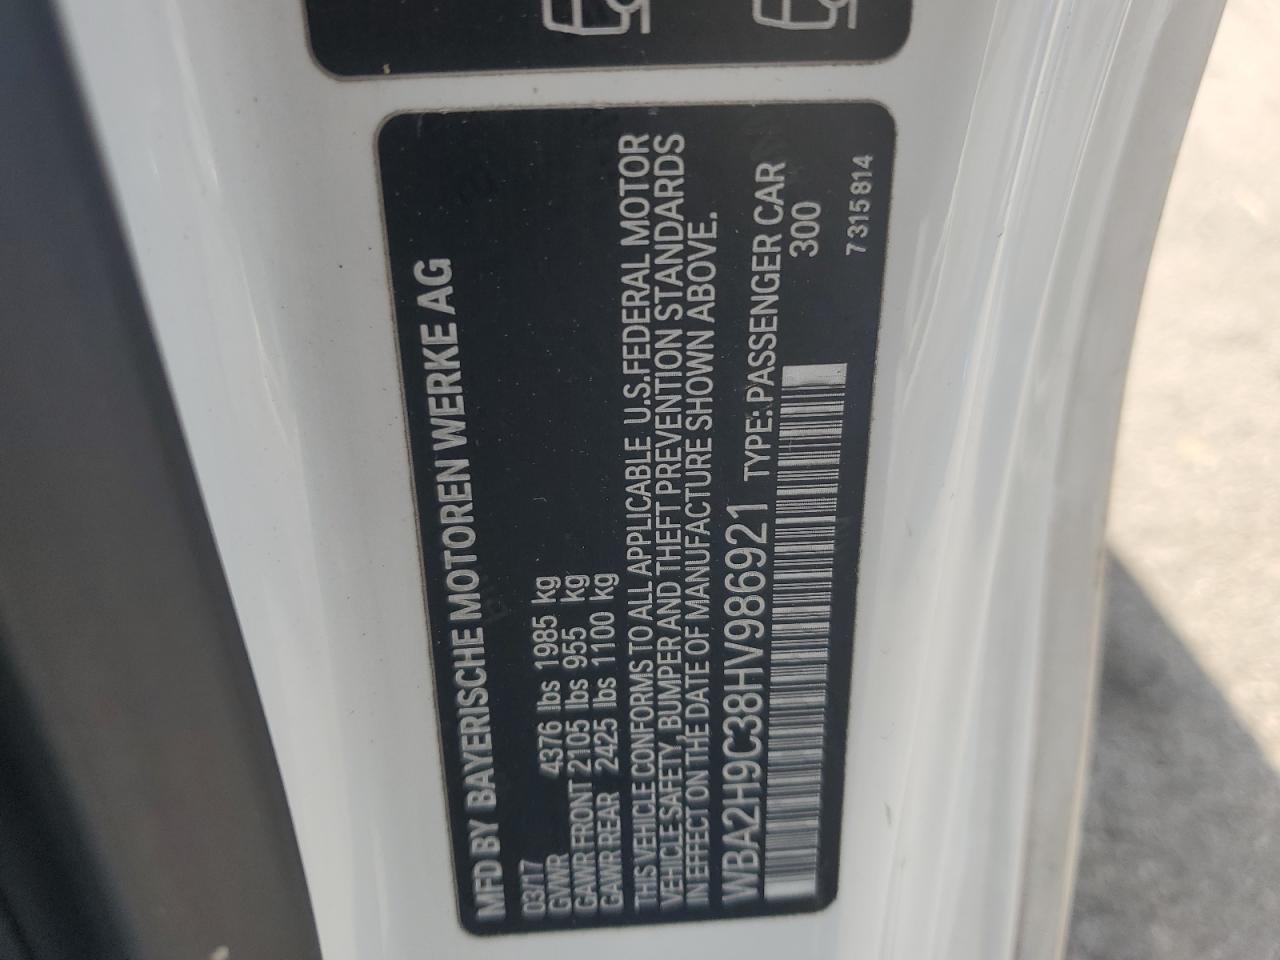 MFD BY BAYERISCHE MOTOREN WERKE AG
03/17
GVWR 4376 lbs 1985 kg
GAWR FRONT 2105 lbs 955 kg
GAWR REAR 2425 lbs 1100 kg
THIS VEHICLE CONFORMS TO ALL APPLICABLE U.S.FEDERAL MOTOR
VEHICLE SAFETY, BUMPER AND THEFT PREVENTION STANDARDS
IN EFFECT ON THE DATE OF MANUFACTURE SHOWN ABOVE.
WBA2H9C38HV986921 TYPE: PASSENGER CAR
300
7315814